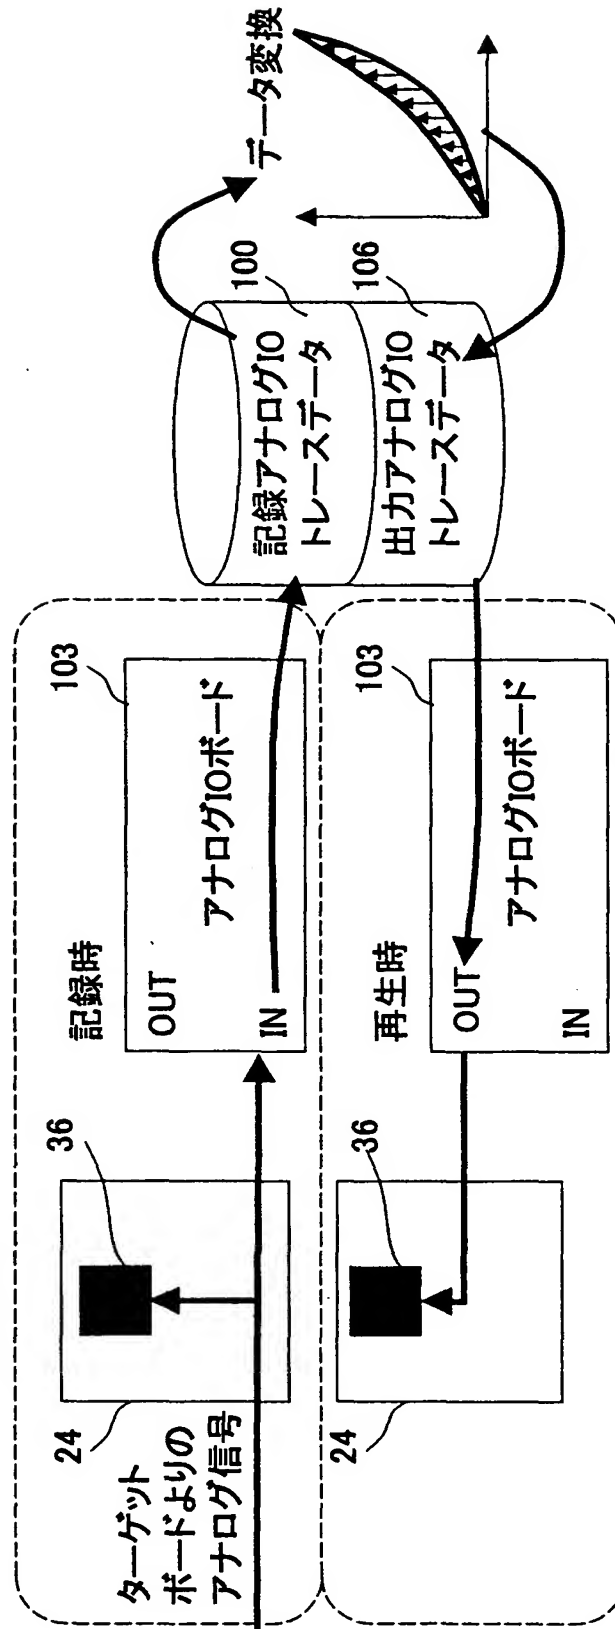 記録時
ターゲット
ボードよりの
アナログ信号
24
36
OUT
IN
アナログIOボード
103
記録アナログIO
トレースデータ
100
データ変換
再生時
24
36
OUT
IN
アナログIOボード
103
出力アナログIO
トレースデータ
106